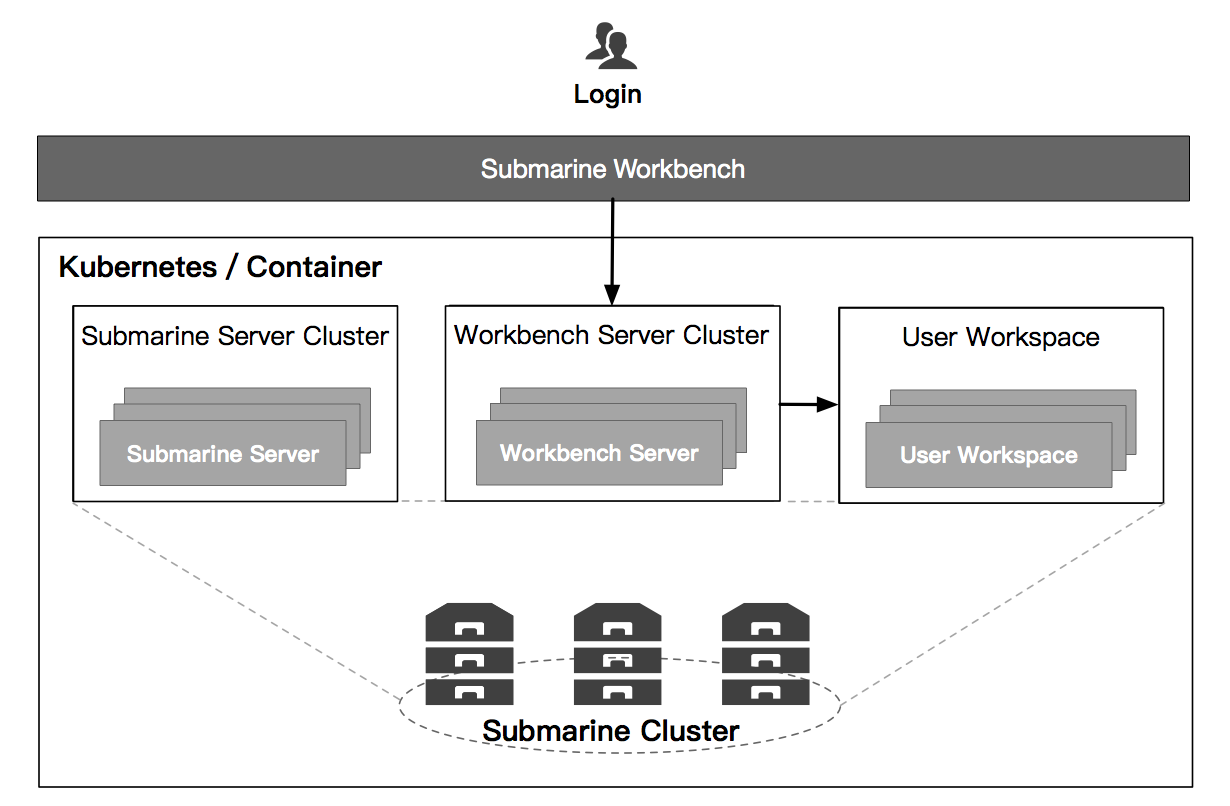 Login
Submarine Workbench
Kubernetes / Container
Submarine Server Cluster
Workbench Server Cluster
User Workspace
Submarine Server
Workbench Server
User Workspace
Submarine Cluster